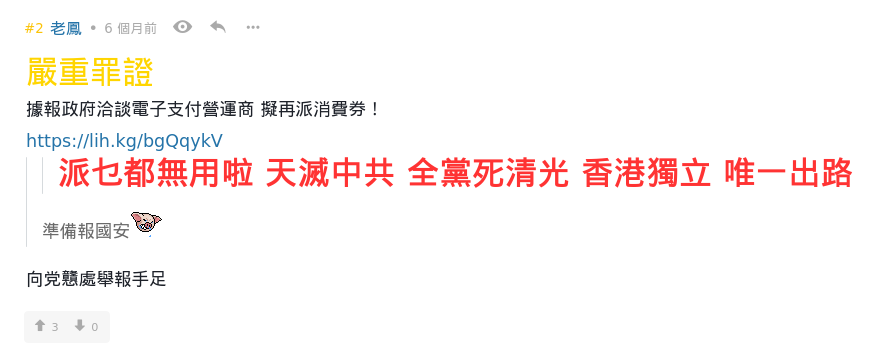 #2 老鳳 • 6 個月前
嚴重罪證
據報政府洽談電子支付營運商 擬再派消費券！
https://lih.kg/bgQqykV
派乜都無用啦 天滅中共 全黨死清光 香港獨立 唯一出路
準備報國安
向党戇處舉報手足
3 0